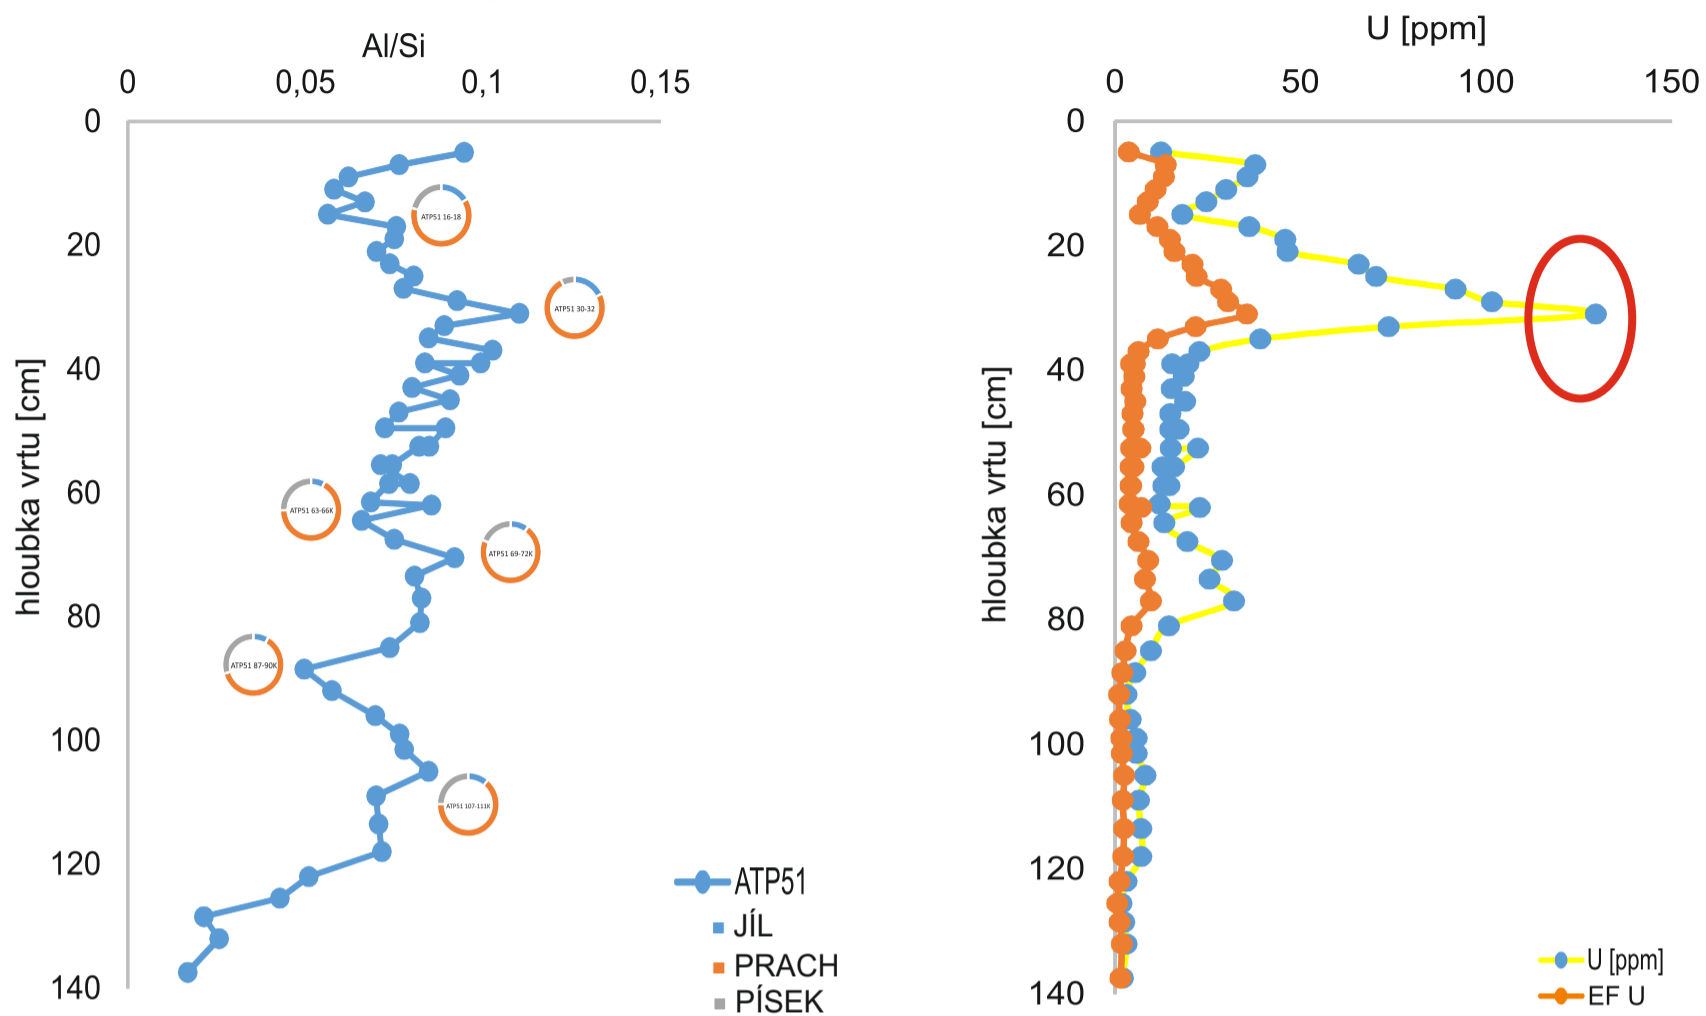 Al/Si
0 0,05 0,1 0,15
0
20
40
60
80
100
120
140
hloubka vrtu [cm]
ATP51 16-18
ATP51 30-32
ATP51 63-66K
ATP51 69-72K
ATP51 87-90K
ATP51 107-111K
ATP51
JÍL
PRACH
PÍSEK
U [ppm]
0 50 100 150
0
20
40
60
80
100
120
140
hloubka vrtu [cm]
U [ppm]
EF U